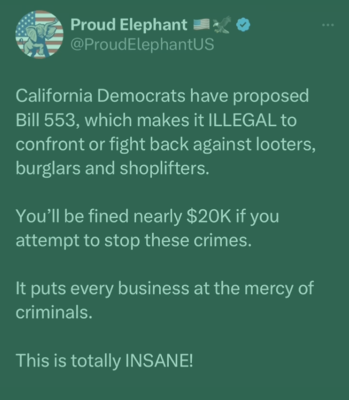 Proud Elephant 🇺🇸🦅
@ProudElephantUS
California Democrats have proposed
Bill 553, which makes it ILLEGAL to
confront or fight back against looters,
burglars and shoplifters.
You’ll be fined nearly $20K if you
attempt to stop these crimes.
It puts every business at the mercy of
criminals.
This is totally INSANE!